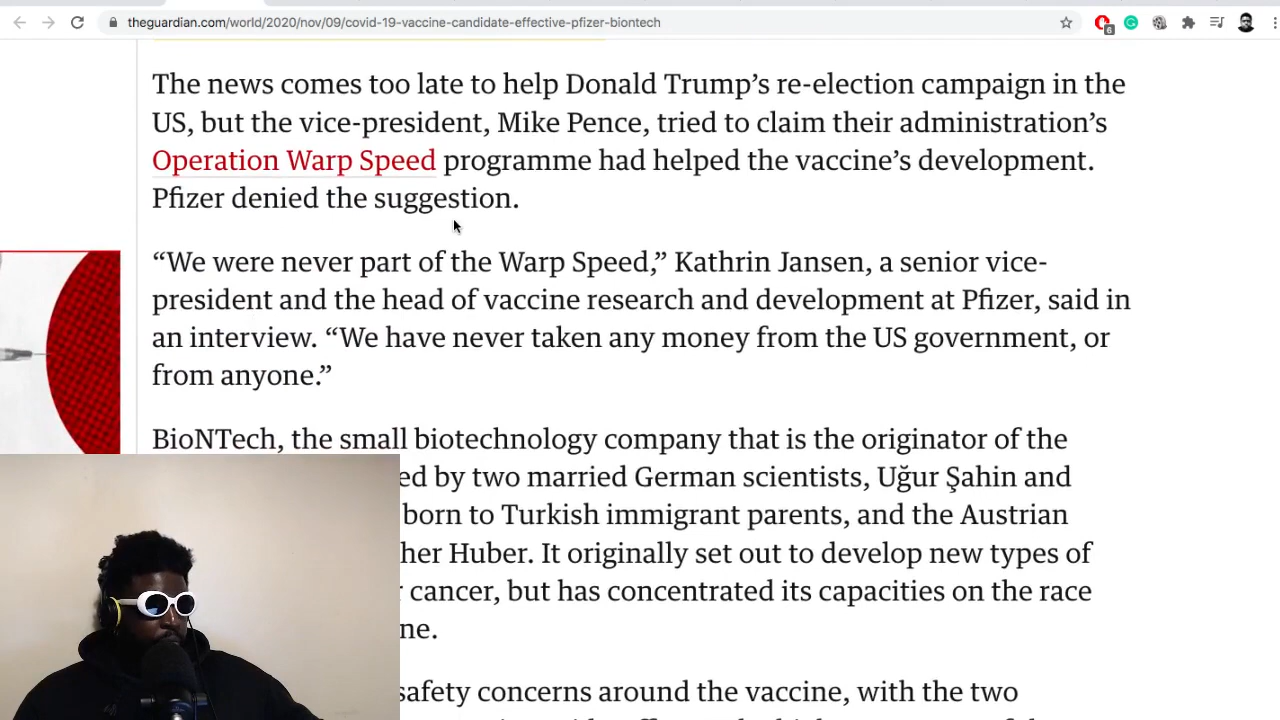 theguardian.com/world/2020/nov/09/covid-19-vaccine-candidate-effective-pfizer-biontech
6
The news comes too late to help Donald Trump’s re-election campaign in the
US, but the vice-president, Mike Pence, tried to claim their administration’s
Operation Warp Speed programme had helped the vaccine’s development.
Pfizer denied the suggestion.
“We were never part of the Warp Speed,” Kathrin Jansen, a senior vice-
president and the head of vaccine research and development at Pfizer, said in
an interview. “We have never taken any money from the US government, or
from anyone.”
BioNTech, the small biotechnology company that is the originator of the
ed by two married German scientists, Uğur Şahin and
born to Turkish immigrant parents, and the Austrian
her Huber. It originally set out to develop new types of
cancer, but has concentrated its capacities on the race
ne.
safety concerns around the vaccine, with the two